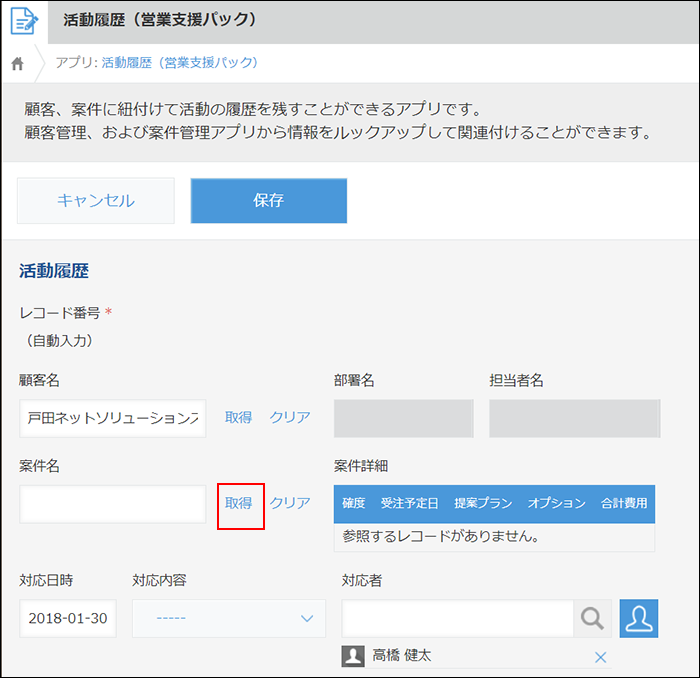 活動履歴（営業支援パック）
アプリ: 活動履歴（営業支援パック）
顧客、案件に紐付けて活動の履歴を残すことができるアプリです。
顧客管理、および案件管理アプリから情報をルックアップして関連付けることができます。
キャンセル 保存
活動履歴
レコード番号 *
（自動入力）
顧客名 部署名 担当者名
戸田ネットソリューションズ 取得 クリア
案件名 案件詳細
取得 クリア 確度 受注予定日 提案プラン オプション 合計費用
参照するレコードがありません。
対応日時 対応内容 対応者
2018-01-30 -----
高橋 健太